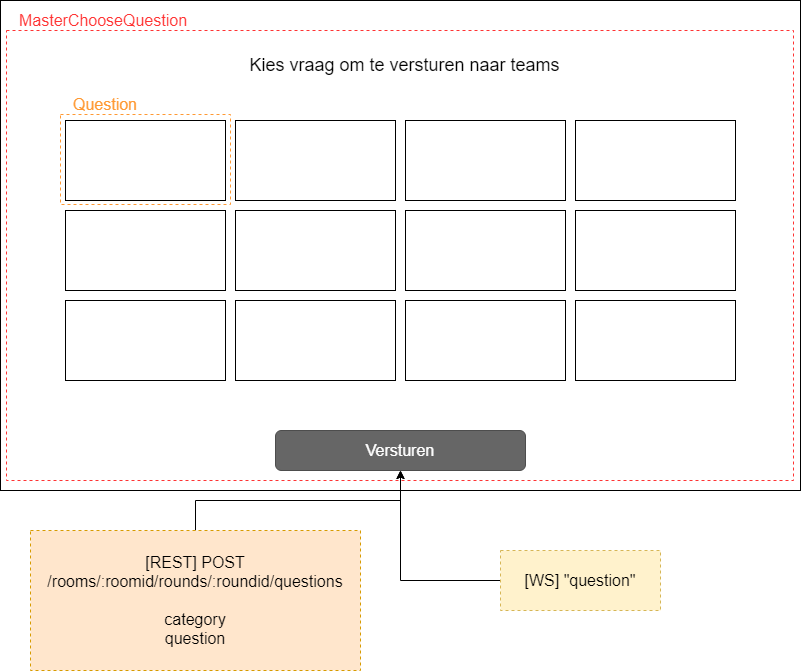 MasterChooseQuestion
Kies vraag om te versturen naar teams
Question
Versturen
[REST] POST
/rooms/:roomid/rounds/:roundid/questions
category
question
[WS] "question"